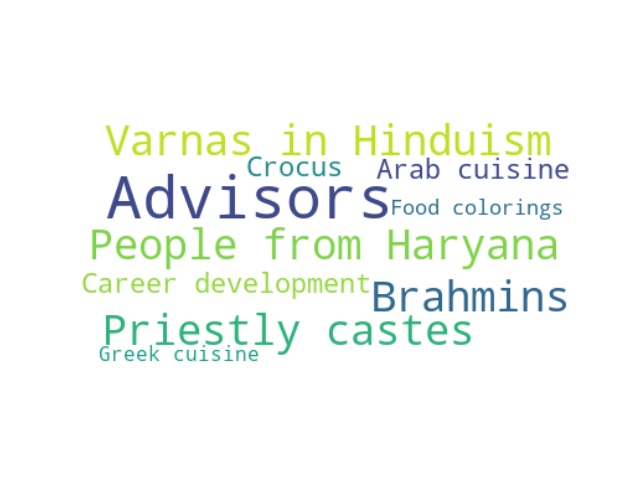 Varnas in Hinduism
Crocus
Arab cuisine
Advisors
Food colorings
People from Haryana
Career development
Brahmins
Priestly castes
Greek cuisine